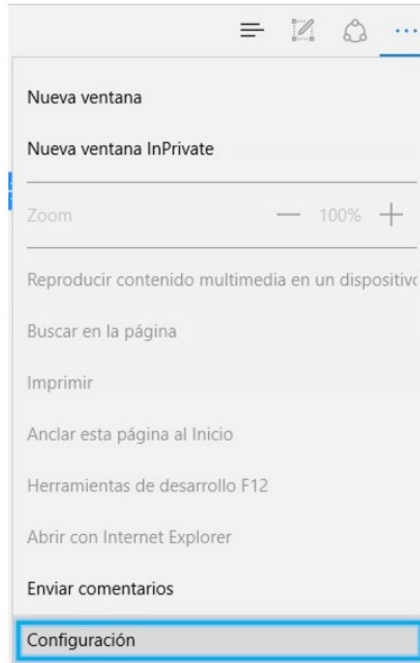 Nueva ventana
Nueva ventana InPrivate
Zoom — 100% +
Reproducir contenido multimedia en un dispositivo
Buscar en la página
Imprimir
Anclar esta página al Inicio
Herramientas de desarrollo F12
Abrir con Internet Explorer
Enviar comentarios
Configuración